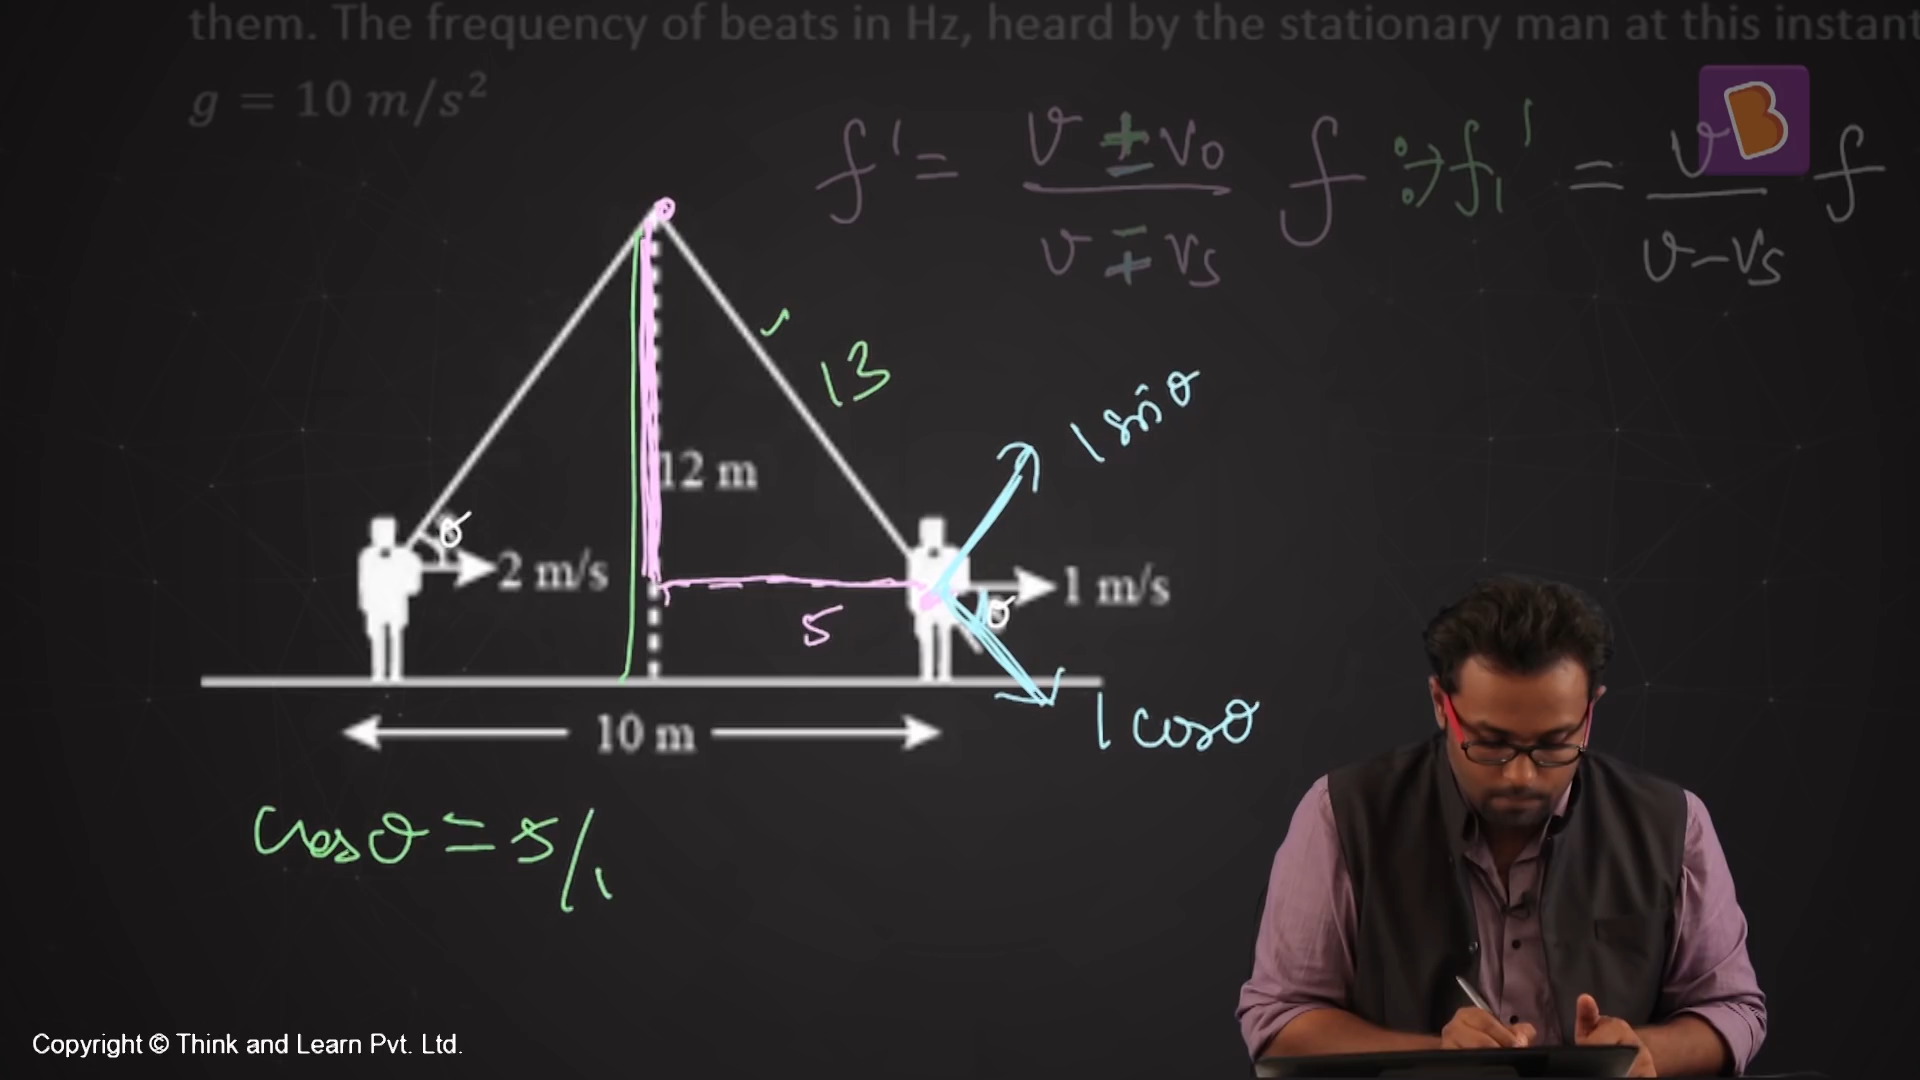 them. The frequency of beats in Hz, heard by the stationary man at this instant
g = 10 m/s²
f' = (v ± v₀)/(v ∓ vₛ) f ∴ f₁' = v/(v-vₛ) f
13
1 sinθ
12 m
θ
2 m/s
1 m/s
θ
5
1 cosθ
10 m
cosθ = 5/1
Copyright © Think and Learn Pvt. Ltd.